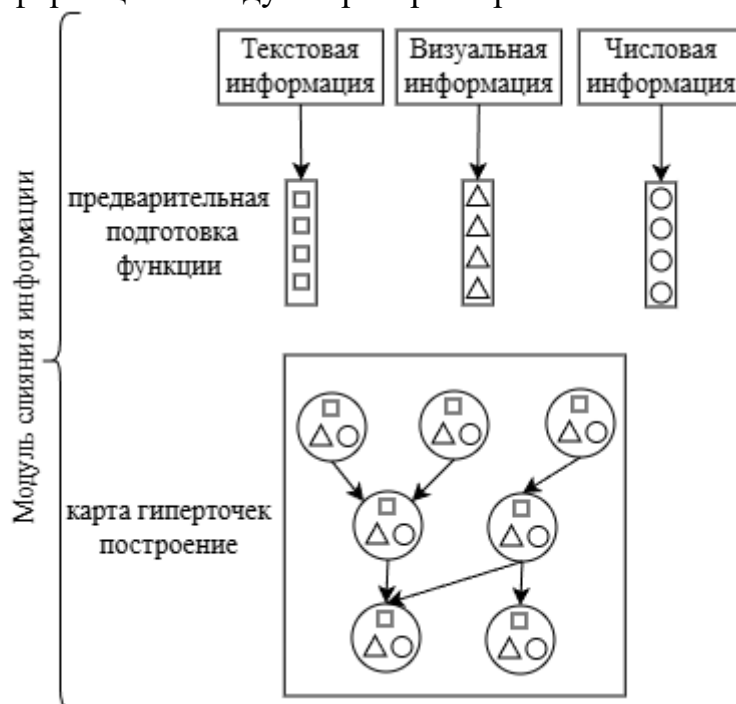 Текстовая
информация
Визуальная
информация
Числовая
информация
Модуль слияния информации
предварительная
подготовка
функции
карта гиперточек
построение